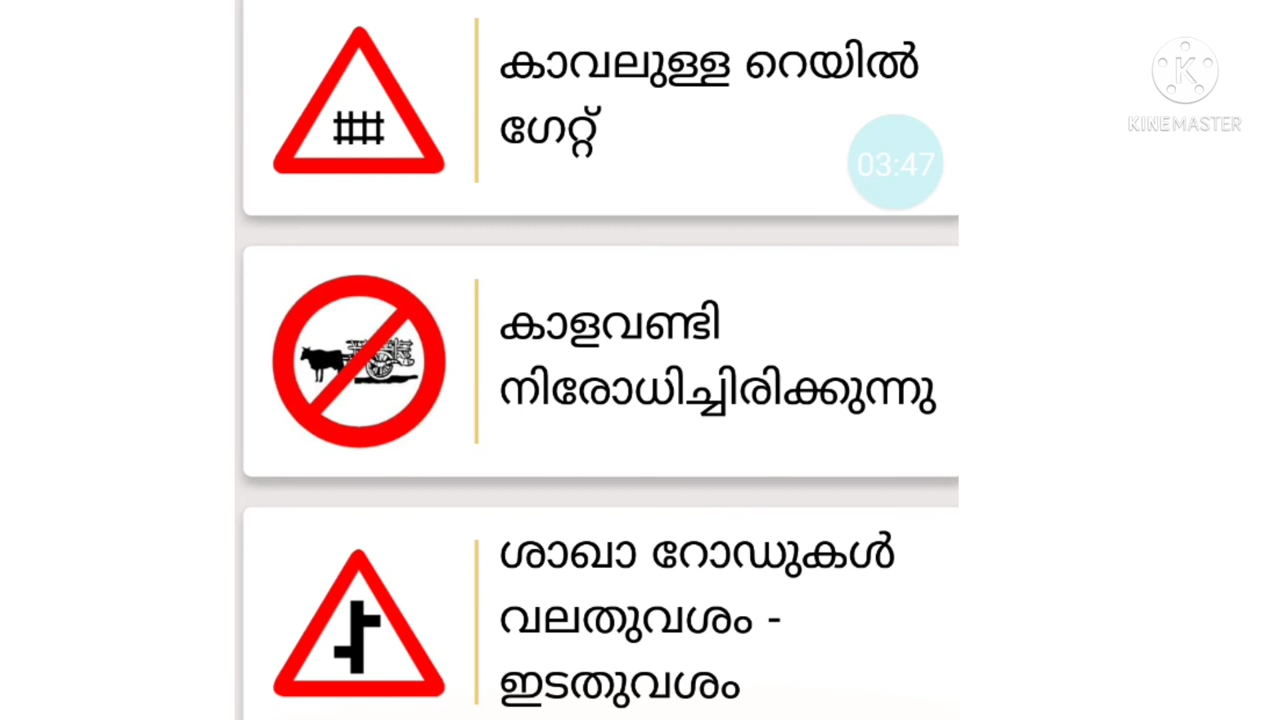 കാവലുള്ള റെയിൽ
ഗേറ്റ്
03:47
KINEMASTER
കാളവണ്ടി
നിരോധിച്ചിരിക്കുന്നു
ശാഖാ റോഡുകൾ
വലതുവശം -
ഇടതുവശം